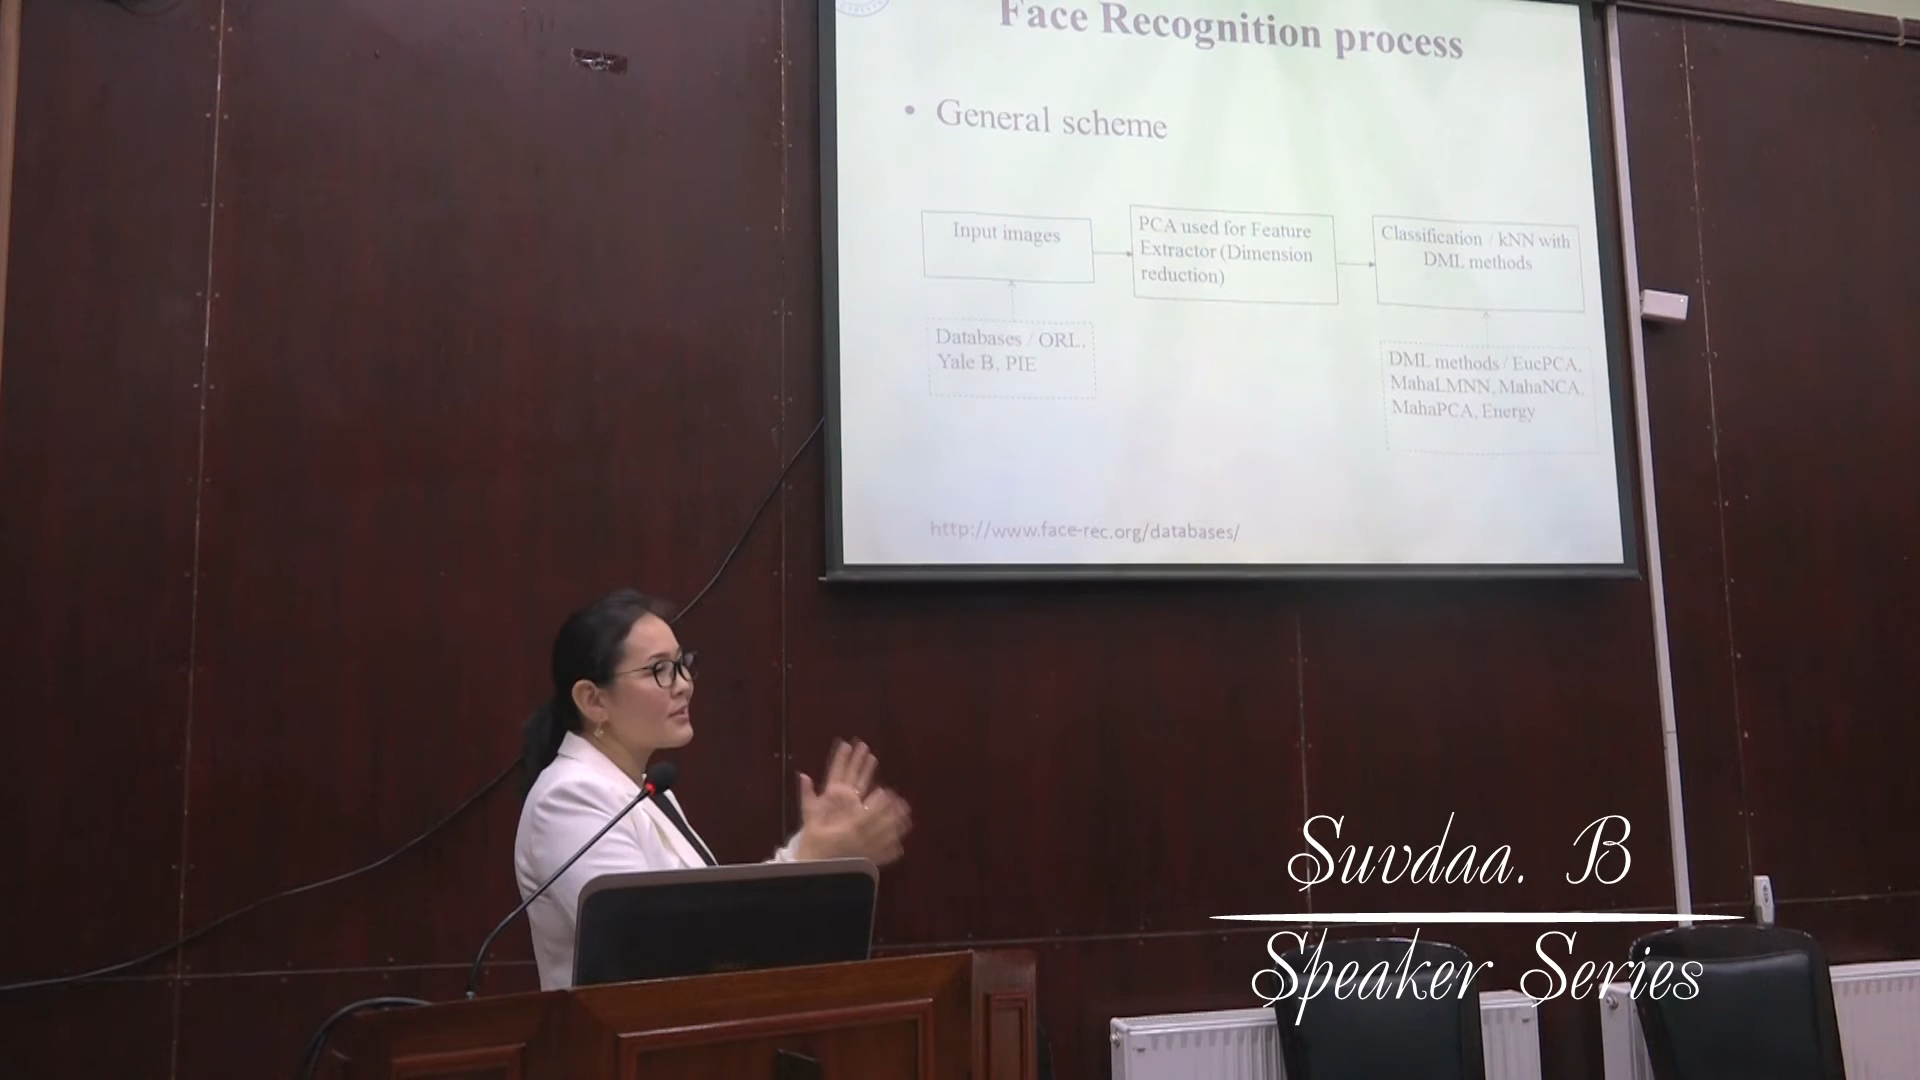 Face Recognition process
• General scheme
Input images
PCA used for Feature
Extractor (Dimension
reduction)
Classification / kNN with
DML methods
Databases / ORL,
Yale B, PIE
DML methods / EucPCA,
MahaLMNN, MahaNCA,
MahaPCA, Energy
http://www.face-rec.org/databases/
Suvdaa. B
Speaker Series